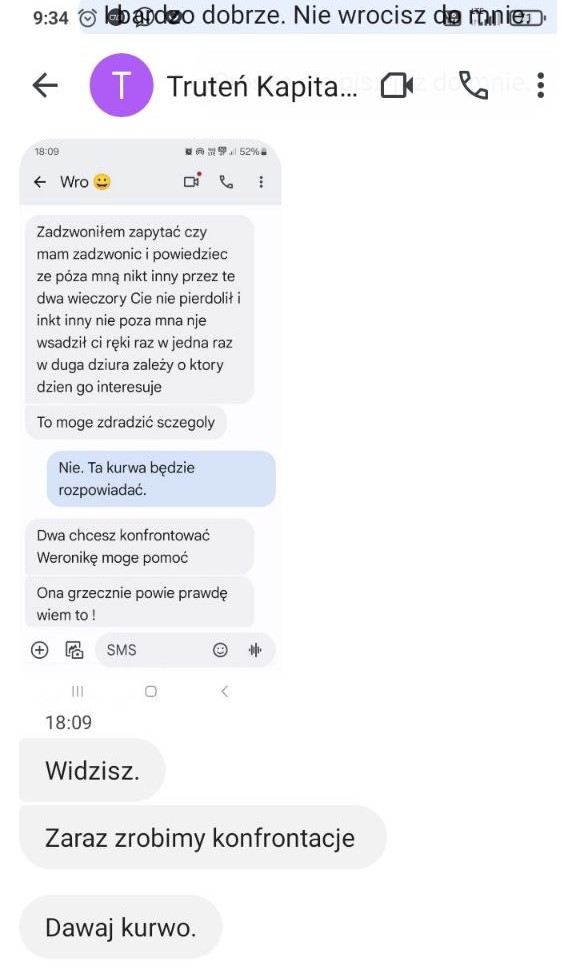 9:34
I bardzo dobrze. Nie wrocisz do mnie.
T Truteń Kapita...
18:09 52%
Wro 😀
Zadzwoniłem zapytać czy
mam zadzwonic i powiedziec
ze póza mną nikt inny przez te
dwa wieczory Cie nie pierdolił i
inkt inny nie poza mna nje
wsadził ci ręki raz w jedna raz
w duga dziura zależy o ktory
dzien go interesuje
To moge zdradzić sczegoly
Nie. Ta kurwa będzie
rozpowiadać.
Dwa chcesz konfrontować
Weronikę moge pomoć
Ona grzecznie powie prawdę
wiem to !
SMS
18:09
Widzisz.
Zaraz zrobimy konfrontacje
Dawaj kurwo.